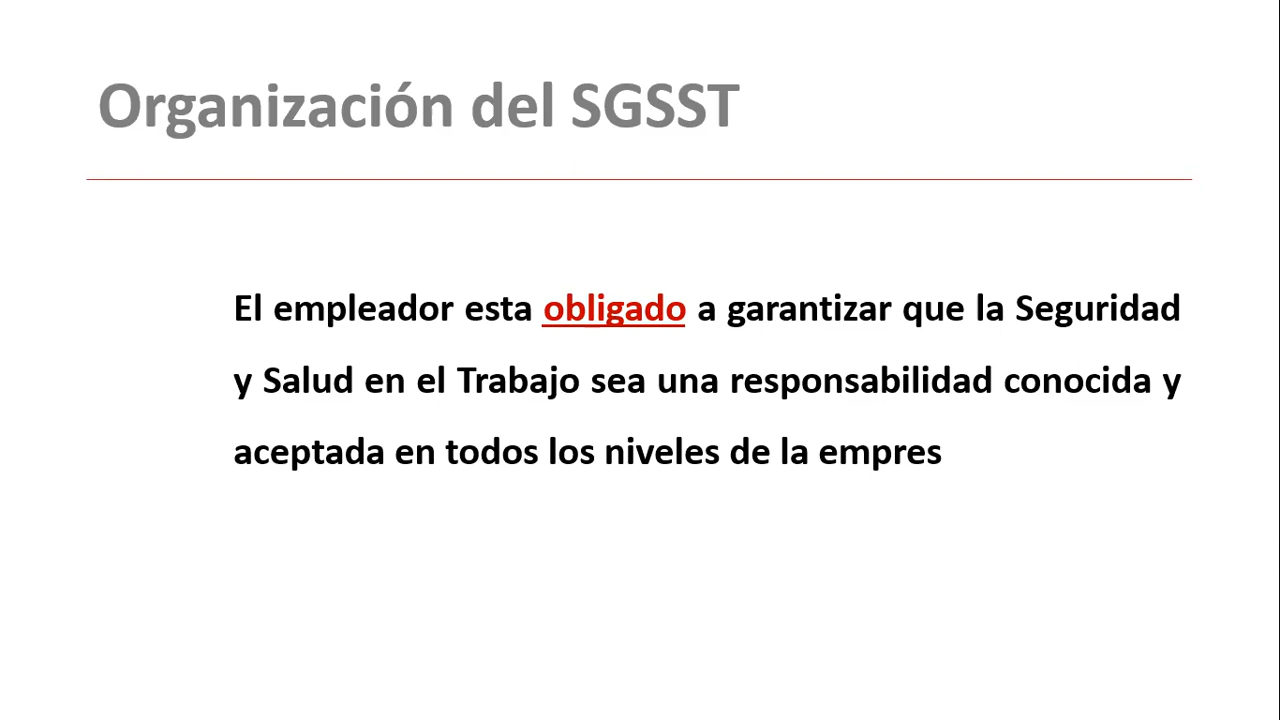 Organización del SGSST
El empleador esta obligado a garantizar que la Seguridad
y Salud en el Trabajo sea una responsabilidad conocida y
aceptada en todos los niveles de la empres